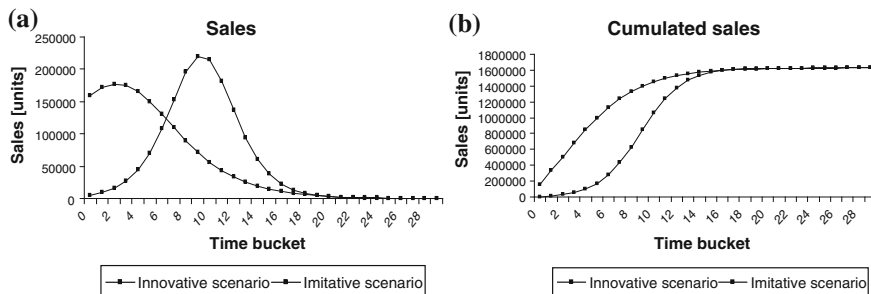 (a)
Sales
250000
200000
150000
100000
50000
0
Sales [units]
0 2 4 6 8 10 12 14 16 18 20 22 24 26 28
Time bucket
Innovative scenario Imitative scenario
(b)
Cumulated sales
1800000
1600000
1400000
1200000
1000000
800000
600000
400000
200000
0
Sales [units]
0 2 4 6 8 10 12 14 16 18 20 22 24 26 28
Time bucket
Innovative scenario Imitative scenario